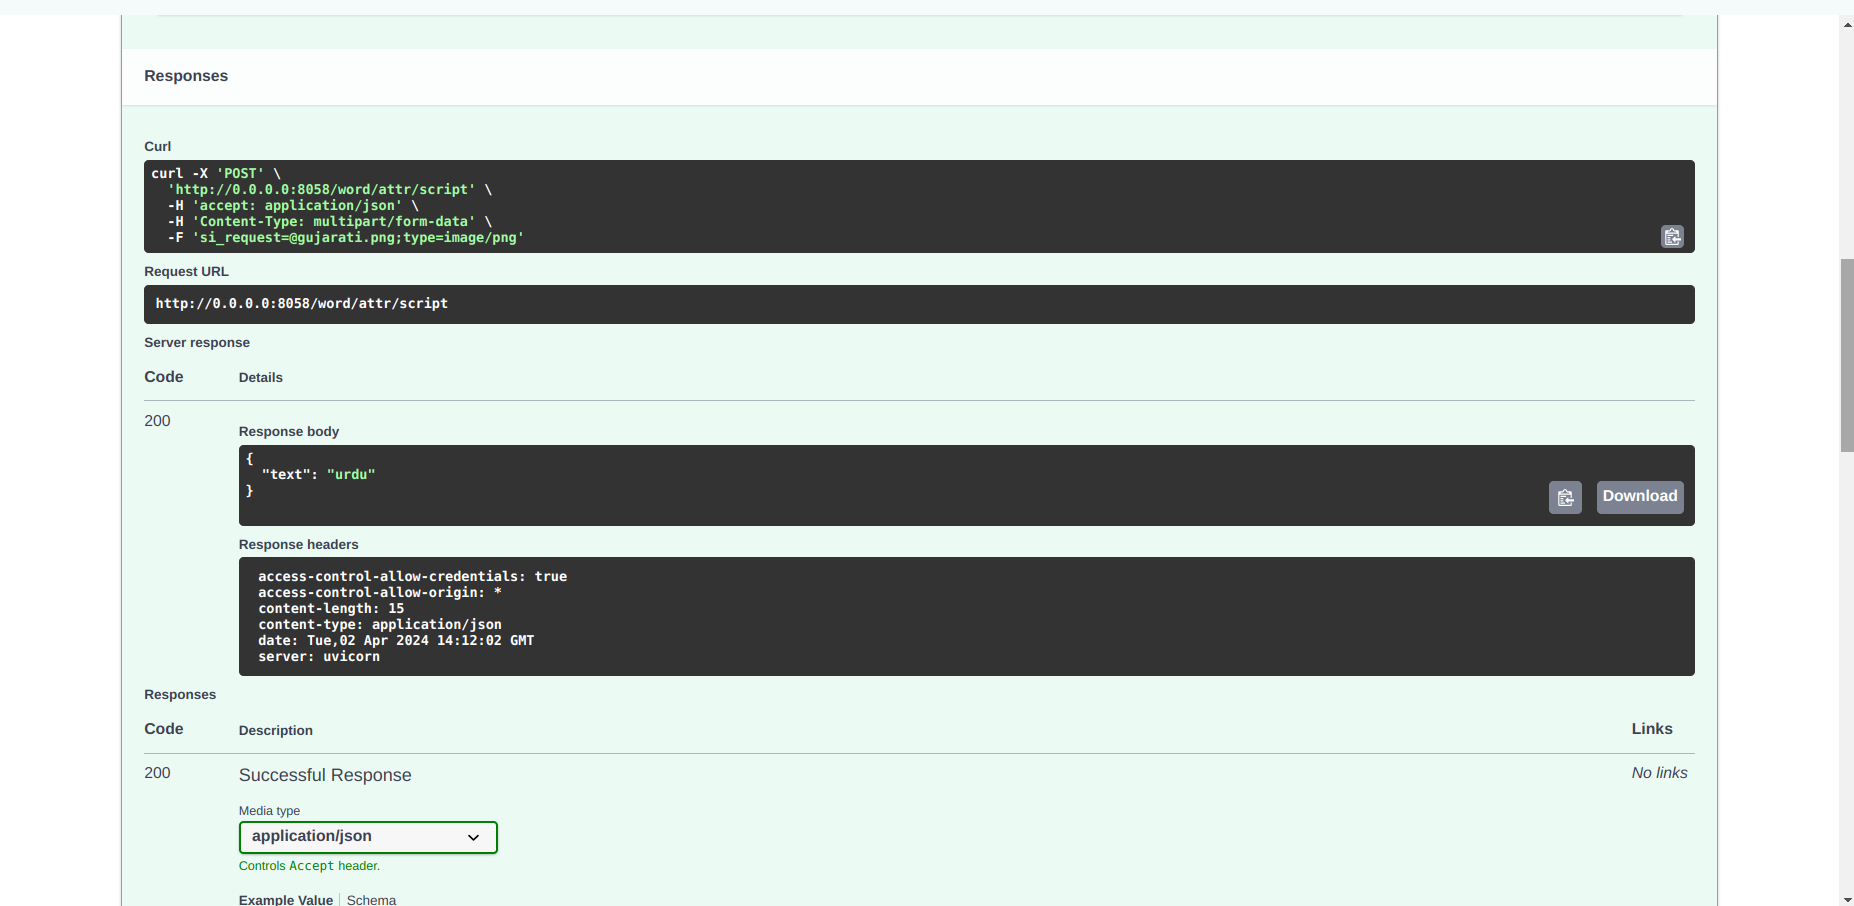 Responses
Curl
curl -X 'POST' \
'http://0.0.0.0:8058/word/attr/script' \
-H 'accept: application/json' \
-H 'Content-Type: multipart/form-data' \
-F 'si_request=@gujarati.png;type=image/png'
Request URL
http://0.0.0.0:8058/word/attr/script
Server response
Code Details
200
Response body
{
"text": "urdu"
}
Download
Response headers
access-control-allow-credentials: true
access-control-allow-origin: *
content-length: 15
content-type: application/json
date: Tue,02 Apr 2024 14:12:02 GMT
server: uvicorn
Responses
Code Description Links
200 Successful Response No links
Media type
application/json
Controls Accept header.
Example Value Schema